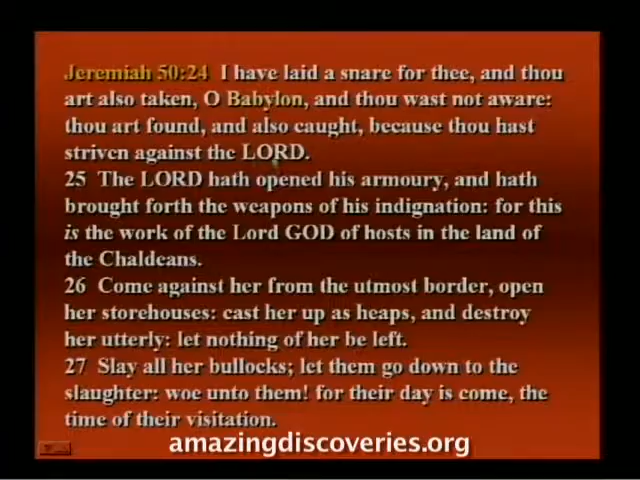 Jeremiah 50:24 I have laid a snare for thee, and thou
art also taken, O Babylon, and thou wast not aware:
thou art found, and also caught, because thou hast
striven against the LORD.
25 The LORD hath opened his armoury, and hath
brought forth the weapons of his indignation: for this
is the work of the Lord GOD of hosts in the land of
the Chaldeans.
26 Come against her from the utmost border, open
her storehouses: cast her up as heaps, and destroy
her utterly: let nothing of her be left.
27 Slay all her bullocks; let them go down to the
slaughter: woe unto them! for their day is come, the
time of their visitation.
amazingdiscoveries.org